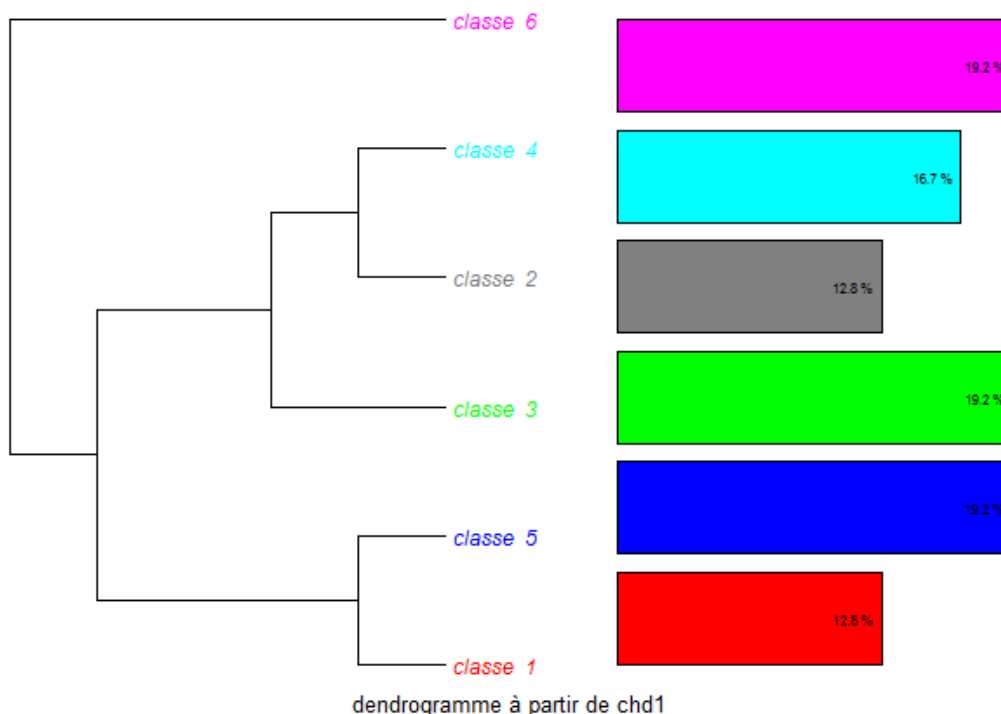 classe 6
19.2 %
classe 4
16.7 %
classe 2
12.8 %
classe 3
19.2 %
classe 5
19.2 %
classe 1
12.8 %
dendrogramme à partir de chd1